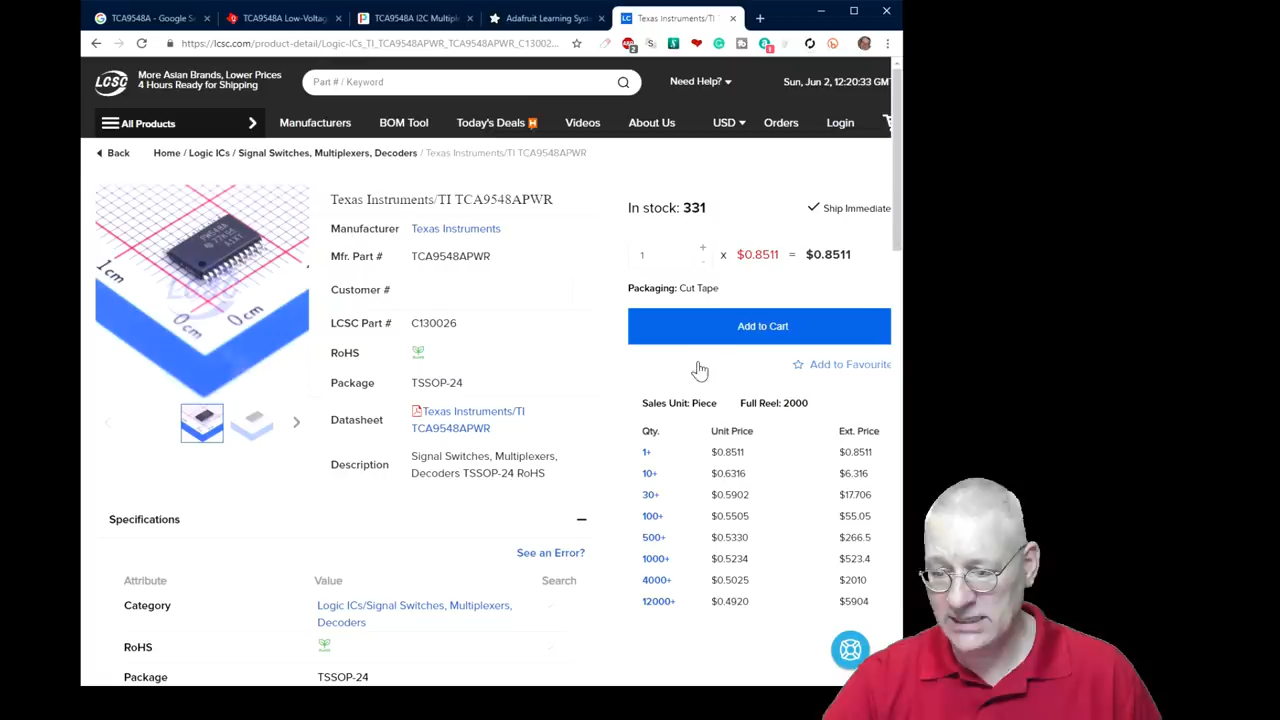 TCA9548A - Google S
TCA9548A Low-Volta
TCA9548A I2C Multipl
Adafruit Learning Sys
Texas Instruments/TI
https://lcsc.com/product-detail/Logic-ICs_TI_TCA9548APWR_TCA9548APWR_C13002...
LCSC
More Asian Brands, Lower Prices
4 Hours Ready for Shipping
Part # / Keyword
Need Help?
Sun, Jun 2, 12:20:33 GMT
All Products
Manufacturers
BOM Tool
Today's Deals
H
Videos
About Us
USD
Orders
Login
Back
Home / Logic ICs / Signal Switches, Multiplexers, Decoders / Texas Instruments/TI TCA9548APWR
Texas Instruments/TI TCA9548APWR
Manufacturer Texas Instruments
Mfr. Part # TCA9548APWR
Customer #
LCSC Part # C130026
RoHS
Package TSSOP-24
Datasheet Texas Instruments/TI
TCA9548APWR
Description Signal Switches, Multiplexers,
Decoders TSSOP-24 RoHS
1cm
0cm
0cm
In stock: 331
Ship Immediate
1 + - x $0.8511 = $0.8511
Packaging: Cut Tape
Add to Cart
Add to Favourite
Sales Unit: Piece Full Reel: 2000
Qty. Unit Price Ext. Price
1+ $0.8511 $0.8511
10+ $0.6316 $6.316
30+ $0.5902 $17.706
100+ $0.5505 $55.05
500+ $0.5330 $266.5
1000+ $0.5234 $523.4
4000+ $0.5025 $2010
12000+ $0.4920 $5904
Specifications
See an Error?
Attribute Value Search
Category Logic ICs/Signal Switches, Multiplexers,
Decoders
RoHS
Package TSSOP-24